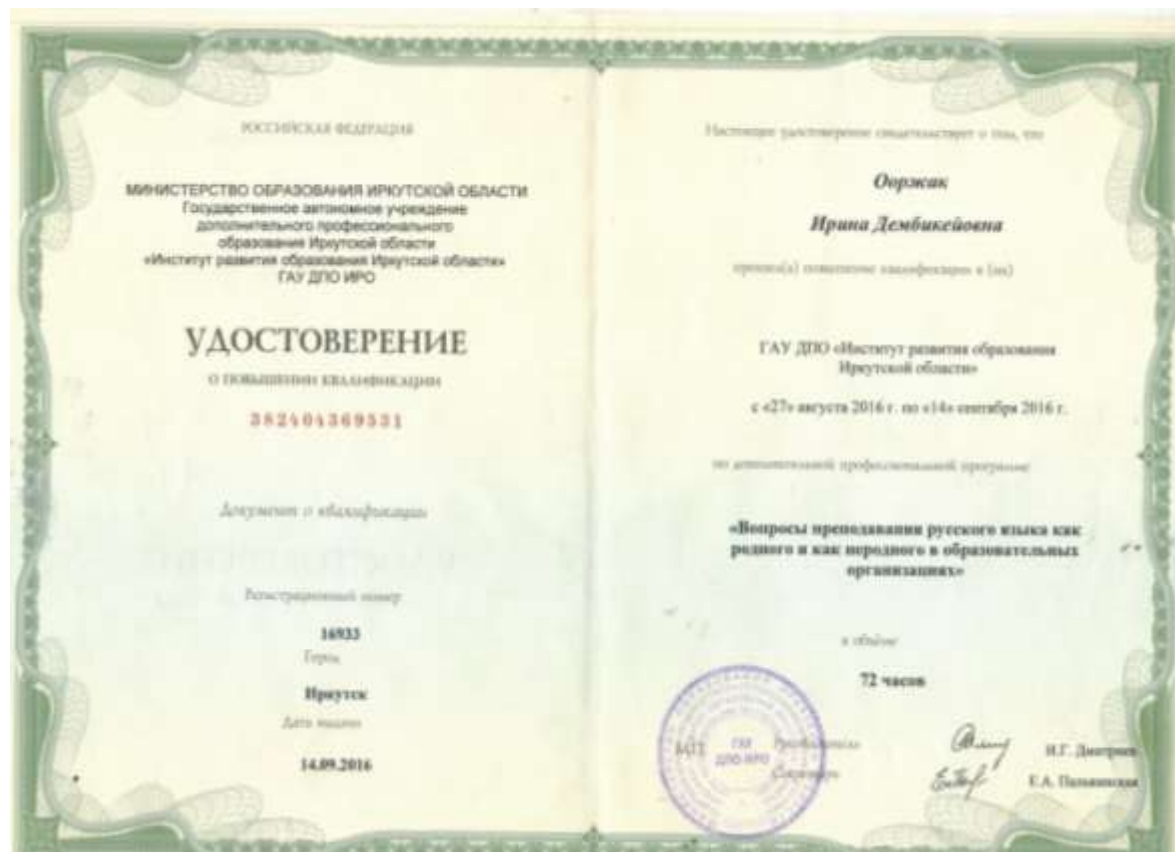 РОССИЙСКАЯ ФЕДЕРАЦИЯ
МИНИСТЕРСТВО ОБРАЗОВАНИЯ ИРКУТСКОЙ ОБЛАСТИ
Государственное автономное учреждение
дополнительного профессионального
образования Иркутской области
«Институт развития образования Иркутской области»
ГАУ ДПО ИРО
УДОСТОВЕРЕНИЕ
О ПОВЫШЕНИИ КВАЛИФИКАЦИИ
382404369531
Документ о квалификации
Регистрационный номер
16933
Город
Иркутск
Дата выдачи
14.09.2016
Настоящее удостоверение свидетельствует о том, что
Ооржак
Ирина Дембикейовна
прошел(а) повышение квалификации в (на)
ГАУ ДПО «Институт развития образования
Иркутской области»
с «27» августа 2016 г. по «14» сентября 2016 г.
по дополнительной профессиональной программе
«Вопросы преподавания русского языка как
родного и как неродного в образовательных
организациях»
в объёме
72 часов
М.П.
ГАУ
ДПО ИРО
Руководитель
Секретарь
И.Г. Дмитриев
Е.А.